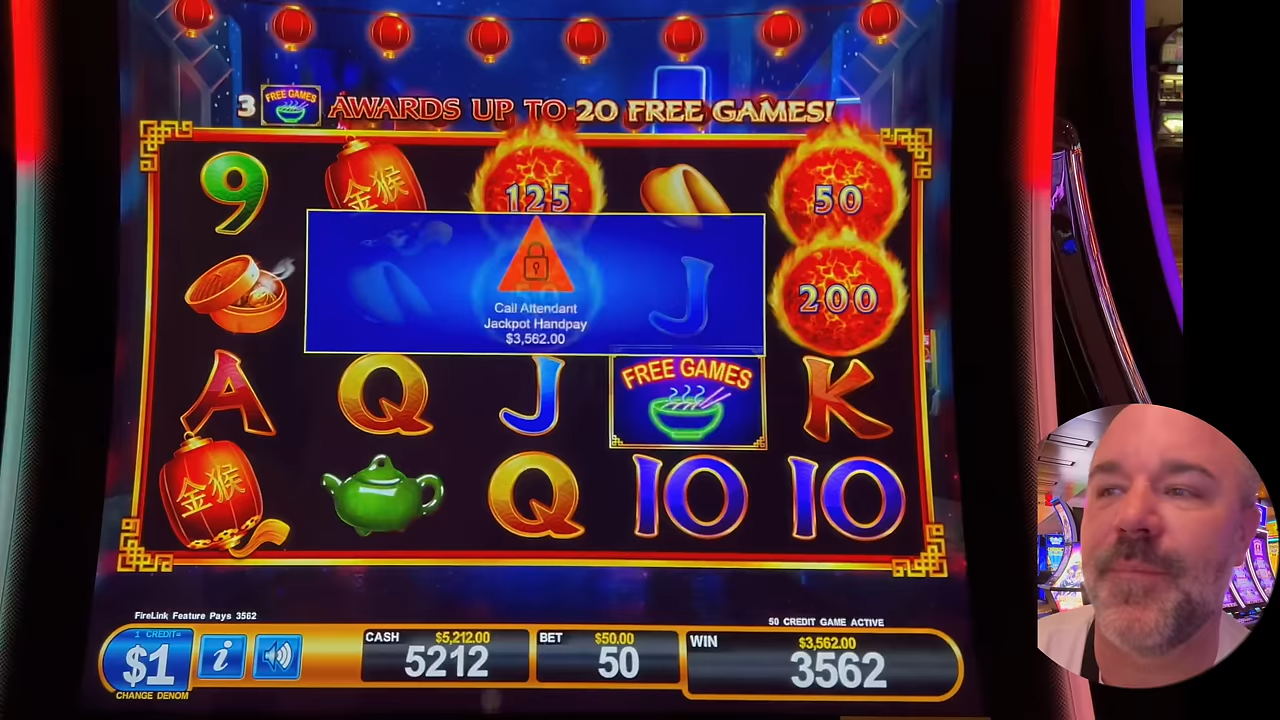 3 FREE GAMES AWARDS UP TO 20 FREE GAMES!
9
金猴
125
50
200
J
Call Attendant
Jackpot Handpay
$3,562.00
A
Q
J
FREE GAMES
K
金猴
Q
10
10
FireLink Feature Pays 3562
50 CREDIT GAME ACTIVE
1 CREDIT=
$1
CHANGE DENOM
i
CASH $5,212.00
5212
BET $50.00
50
WIN $3,562.00
3562